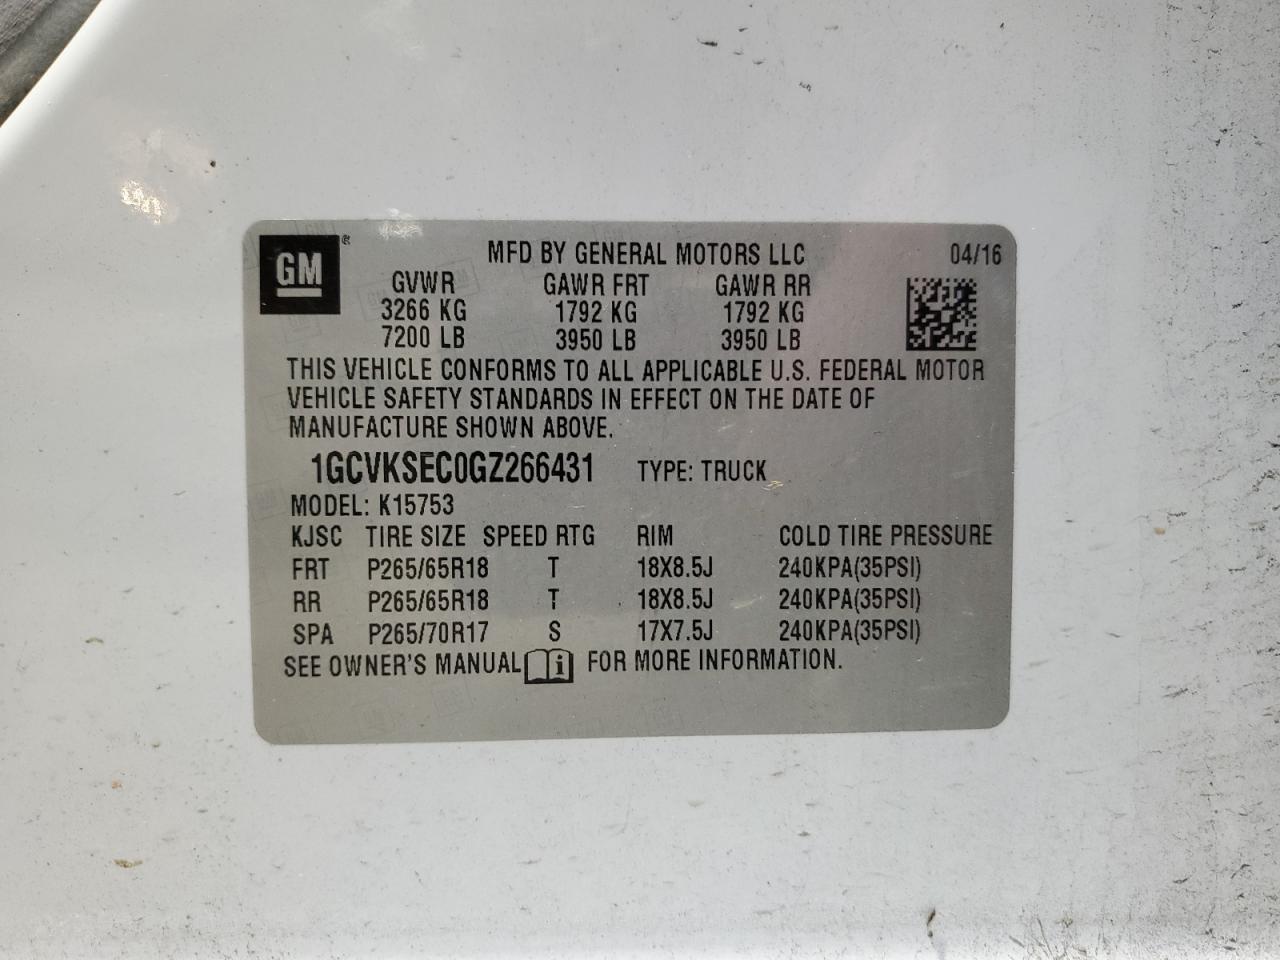 GM ® MFD BY GENERAL MOTORS LLC 04/16
GVWR GAWR FRT GAWR RR
3266 KG 1792 KG 1792 KG
7200 LB 3950 LB 3950 LB
THIS VEHICLE CONFORMS TO ALL APPLICABLE U.S. FEDERAL MOTOR
VEHICLE SAFETY STANDARDS IN EFFECT ON THE DATE OF
MANUFACTURE SHOWN ABOVE.
1GCVKSEC0GZ266431 TYPE: TRUCK
MODEL: K15753
KJSC TIRE SIZE SPEED RTG RIM COLD TIRE PRESSURE
FRT P265/65R18 T 18X8.5J 240KPA(35PSI)
RR P265/65R18 T 18X8.5J 240KPA(35PSI)
SPA P265/70R17 S 17X7.5J 240KPA(35PSI)
SEE OWNER'S MANUAL i FOR MORE INFORMATION.